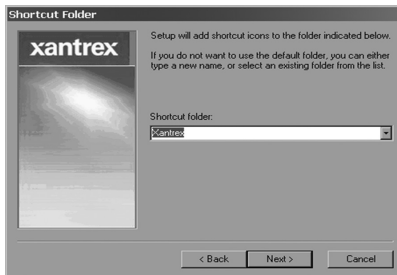 Shortcut Folder
xantrex
Setup will add shortcut icons to the folder indicated below.
If you do not want to use the default folder, you can either
type a new name, or select an existing folder from the list.
Shortcut folder:
Xantrex
< Back
Next >
Cancel